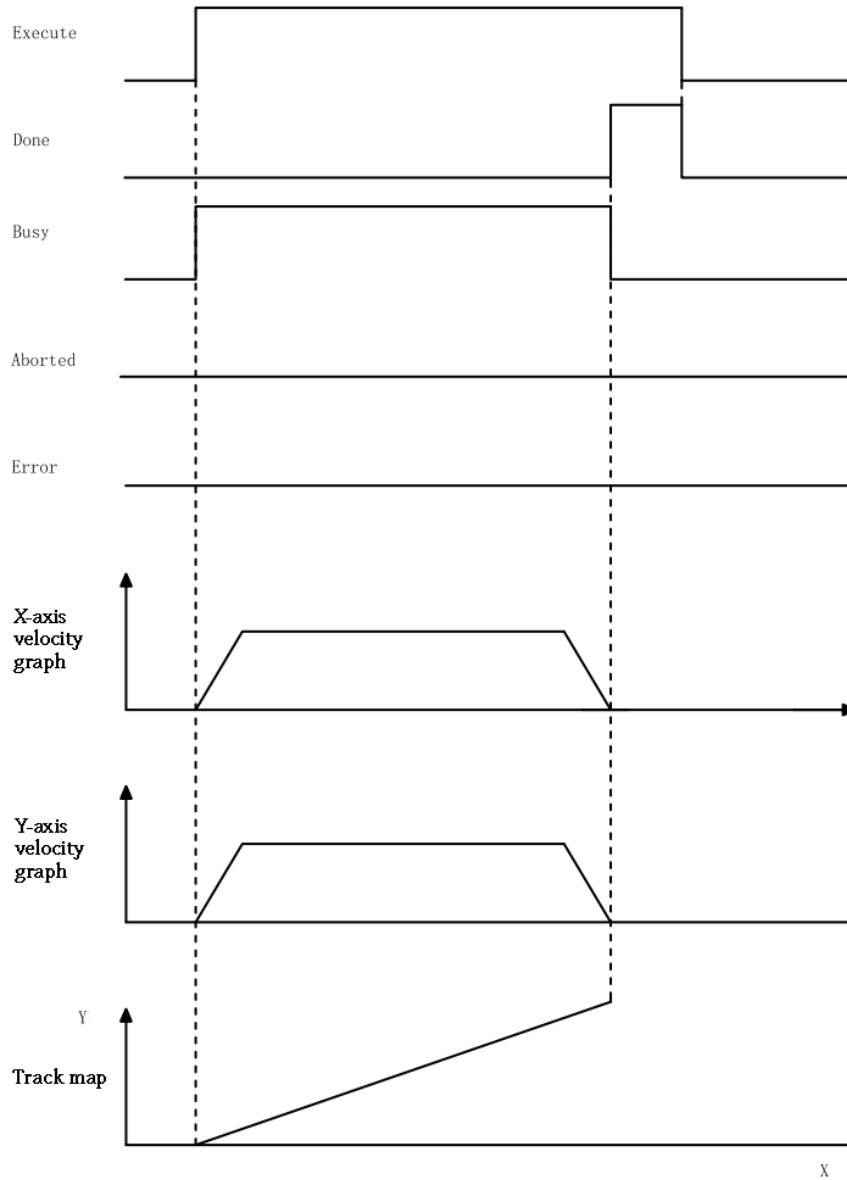 Execute
Done
Busy
Aborted
Error
X-axis
velocity
graph
Y-axis
velocity
graph
Y
Track map
X